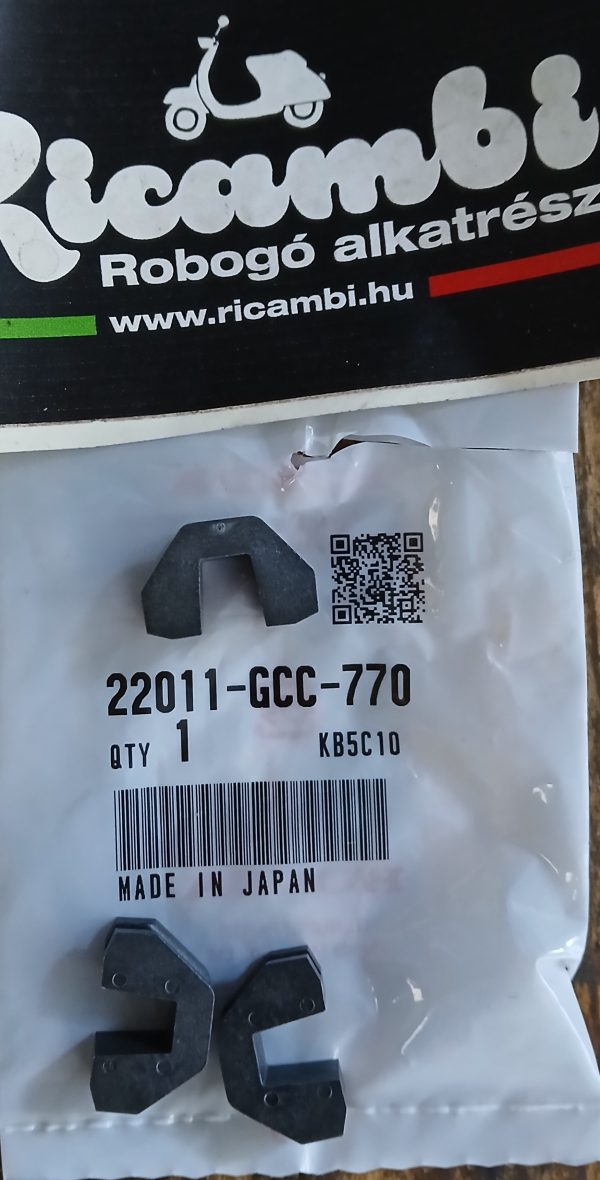 Ricambi
Robogó alkatrész
www.ricambi.hu
22011-GCC-770
QTY 1 KB5C10
MADE IN JAPAN